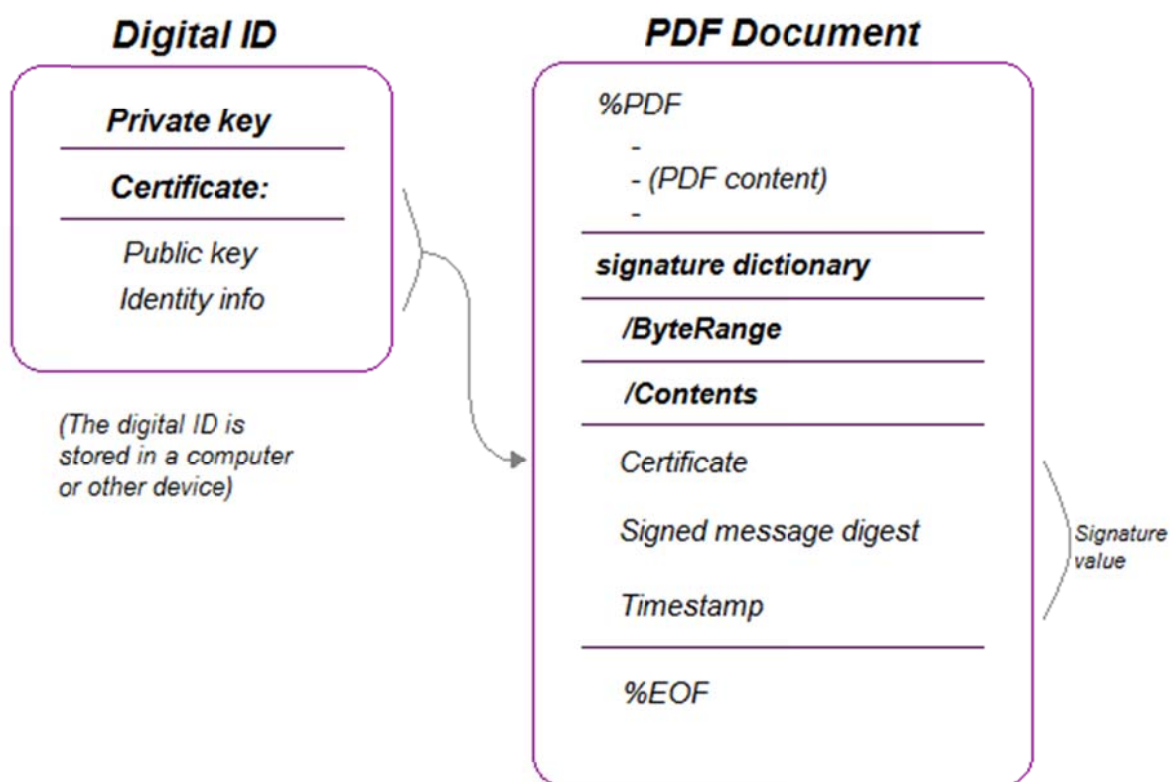 Digital ID
Private key
Certificate:
Public key
Identity info
(The digital ID is
stored in a computer
or other device)
PDF Document
%PDF
-
- (PDF content)
-
signature dictionary
/ByteRange
/Contents
Certificate
Signed message digest
Timestamp
Signature
value
%EOF